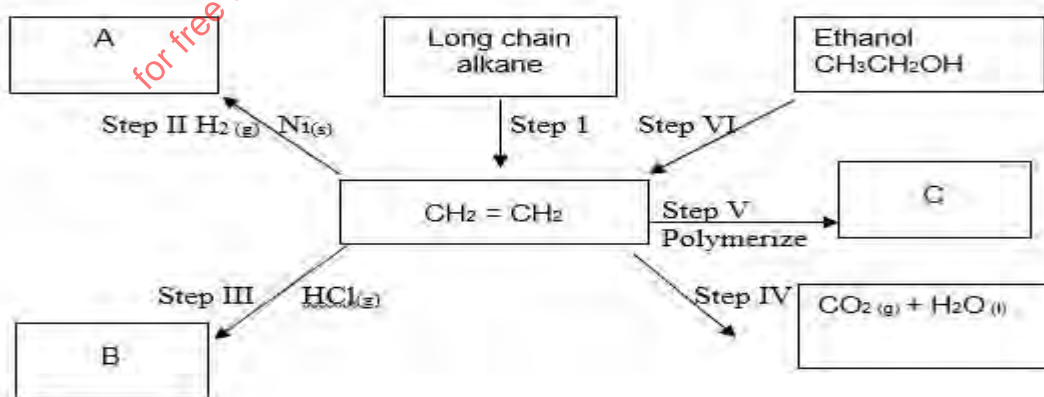 for free
A
Long chain
alkane
Ethanol
CH₃CH₂OH
Step II H₂ (g) Ni(s)
Step 1
Step VI
CH₂ = CH₂
Step V
Polymerize
C
Step III HCl(g)
Step IV
CO₂ (g) + H₂O (l)
B